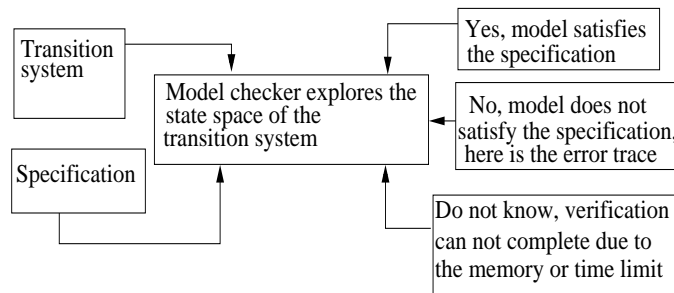 Transition
system
Specification
Model checker explores the
state space of the
transition system
Yes, model satisfies
the specification
No, model does not
satisfy the specification,
here is the error trace
Do not know, verification
can not complete due to
the memory or time limit